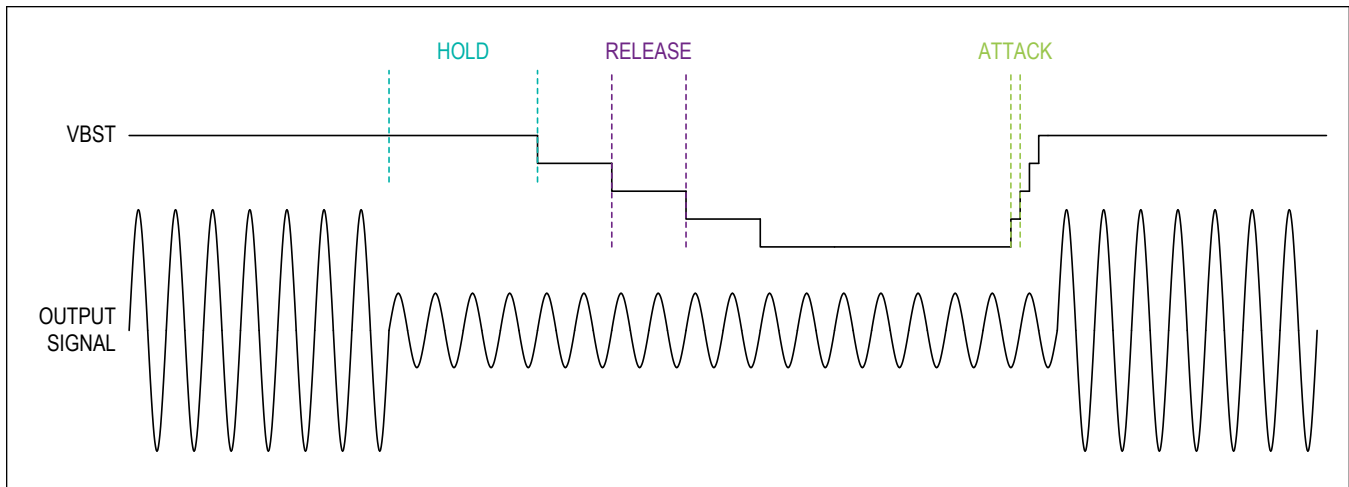 HOLD
RELEASE
ATTACK
VBST
OUTPUT
SIGNAL